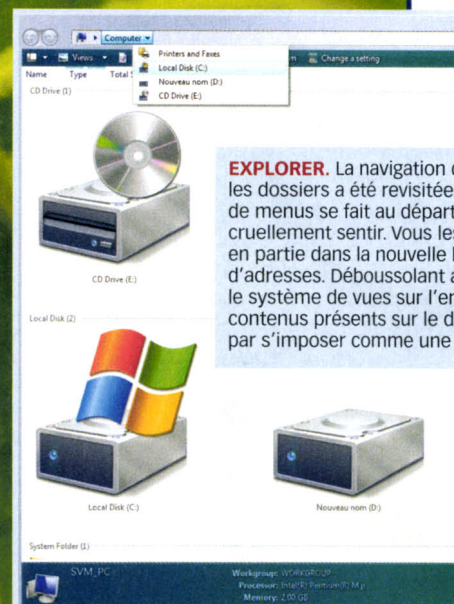 Computer
Views
Printers and Faxes
Local Disk (C:)
Nouveau nom (D:)
CD Drive (E:)
Change a setting
Name Type Total
CD Drive (1)
CD Drive (E:)
EXPLORER. La navigation
les dossiers a été revisitée
de menus se fait au départ
cruellement sentir. Vous les
en partie dans la nouvelle
d'adresses. Déboussolant
le système de vues sur
contenus présents sur le
par s'imposer comme une
Local Disk (2)
Local Disk (C:)
Nouveau nom (D:)
System Folder (1)
SVM_PC
Workgroup: WORKGROUP
Processor: Intel(R) Pentium(R) M p
Memory: 2,00 GB